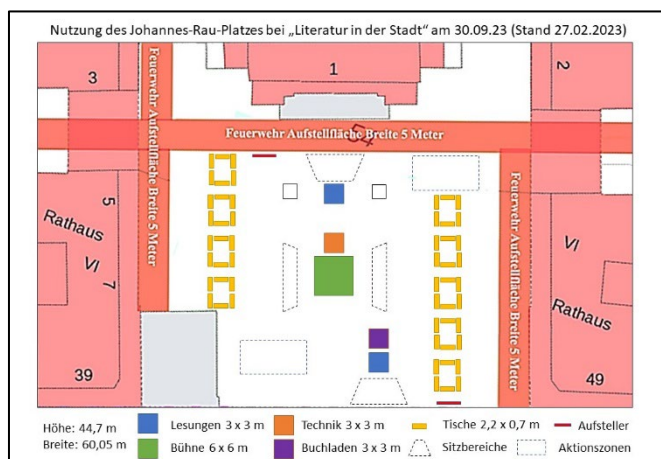 Nutzung des Johannes-Rau-Platzes bei „Literatur in der Stadt“ am 30.09.23 (Stand 27.02.2023)
3
1
2
Feuerwehr Aufstellfläche Breite 5 Meter
Feuerwehr Aufstellfläche Breite 5 Meter
Feuerwehr Aufstellfläche Breite 5 Meter
5
Rathaus
VI
7
39
VI
Rathaus
49
Höhe: 44,7 m
Breite: 60,05 m
Lesungen 3 x 3 m
Technik 3 x 3 m
Tische 2,2 x 0,7 m
Aufsteller
Bühne 6 x 6 m
Buchladen 3 x 3 m
Sitzbereiche
Aktionszonen